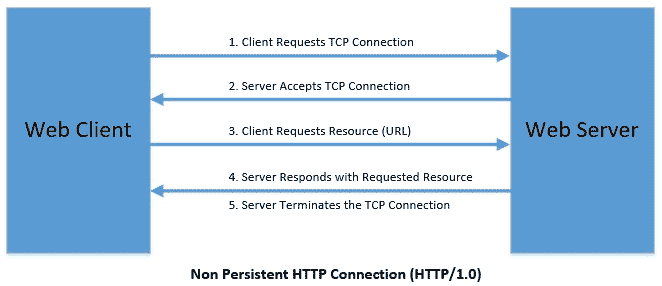 1. Client Requests TCP Connection
2. Server Accepts TCP Connection
Web Client
Web Server
3. Client Requests Resource (URL)
4. Server Responds with Requested Resource
5. Server Terminates the TCP Connection
Non Persistent HTTP Connection (HTTP/1.0)